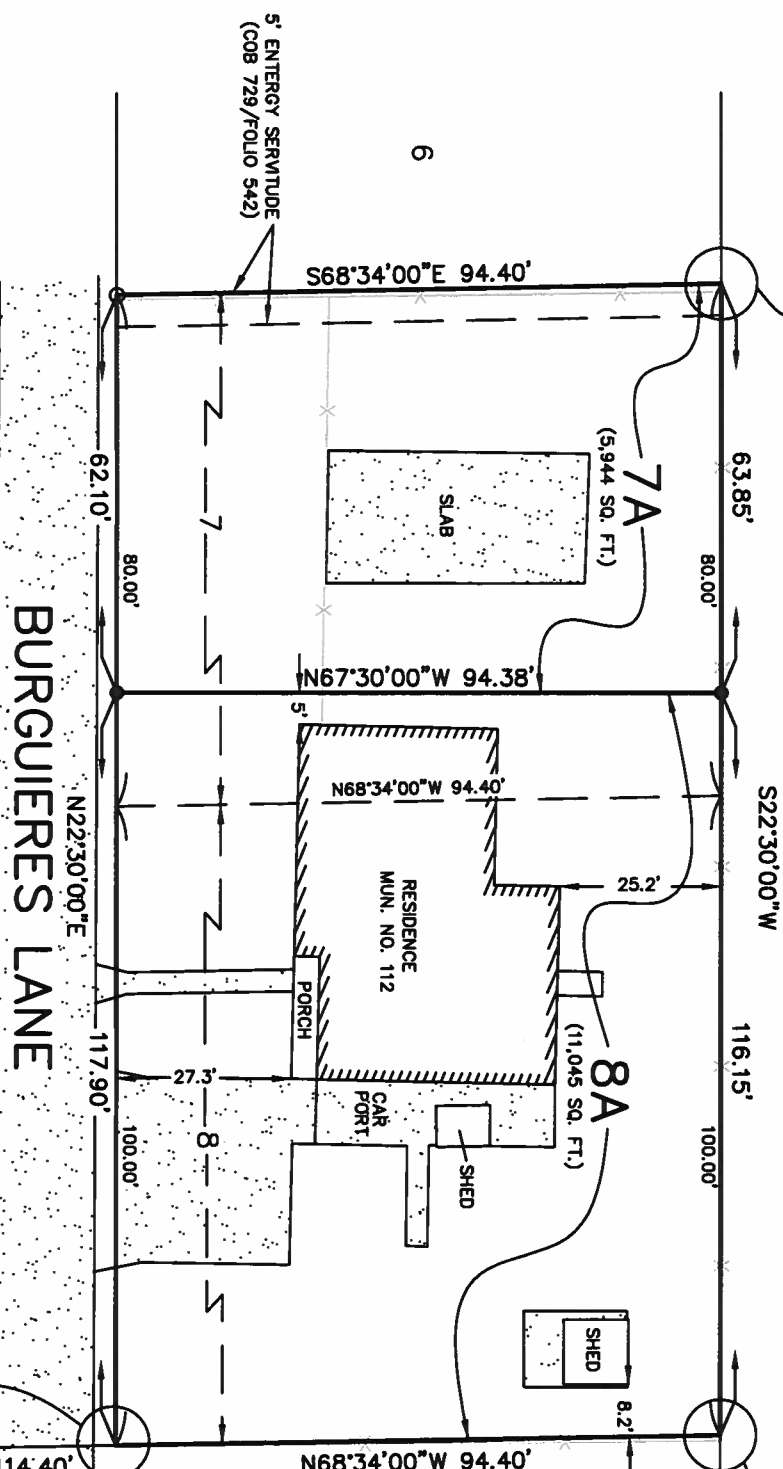 5' ENTERGY SERVITUDE
(COB 729/FOLIO 542)
6
S68°34'00"E 94.40'
7A
(5,944 SQ. FT.)
63.85'
80.00'
SLAB
7
62.10'
80.00'
N67°30'00"W 94.38'
5'
N68°34'00"W 94.40'
S22°30'00"W
25.2'
RESIDENCE
MUN. NO. 112
PORCH
8A
(11,045 SQ. FT.)
116.15'
100.00'
27.3'
CAR
PORT
SHED
8
N22°30'00"E
117.90'
100.00'
BURGUIERES LANE
SHED
8.2'
N68°34'00"W 94.40'
114.40'